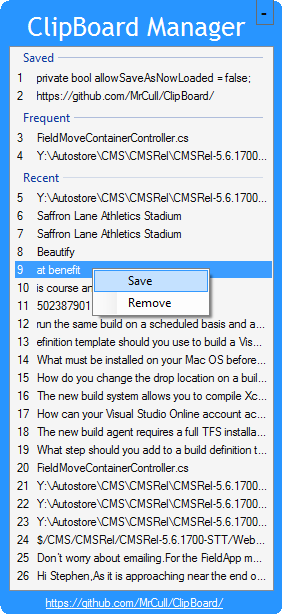 ClipBoard Manager
-
Saved
1 private bool allowSaveAsNowLoaded = false;
2 https://github.com/MrCull/ClipBoard/
Frequent
3 FieldMoveContainerController.cs
4 Y:\Autostore\CMS\CMSRel\CMSRel-5.6.1700...
Recent
5 Y:\Autostore\CMS\CMSRel\CMSRel-5.6.1700...
6 Saffron Lane Athletics Stadium
7 Saffron Lane Athletics Stadium
8 Beautify
9 at benefit
Save
10 is course an
Remove
11 502387901
12 run the same build on a scheduled basis and a...
13 efinition template should you use to build a Vis...
14 What must be installed on your Mac OS before...
15 How do you change the drop location on a buil...
16 The new build system allows you to compile Xc...
17 How can your Visual Studio Online account ac...
18 The new build agent requires a full TFS installa...
19 What step should you add to a build definition t...
20 FieldMoveContainerController.cs
21 Y:\Autostore\CMS\CMSRel\CMSRel-5.6.1700...
22 Y:\Autostore\CMS\CMSRel\CMSRel-5.6.1700...
23 Y:\Autostore\CMS\CMSRel\CMSRel-5.6.1700...
24 $/CMS/CMSRel/CMSRel-5.6.1700-STT/Web...
25 Don't worry about emailing.For the FieldApp m...
26 Hi Stephen,As it is approaching near the end o...
https://github.com/MrCull/ClipBoard/